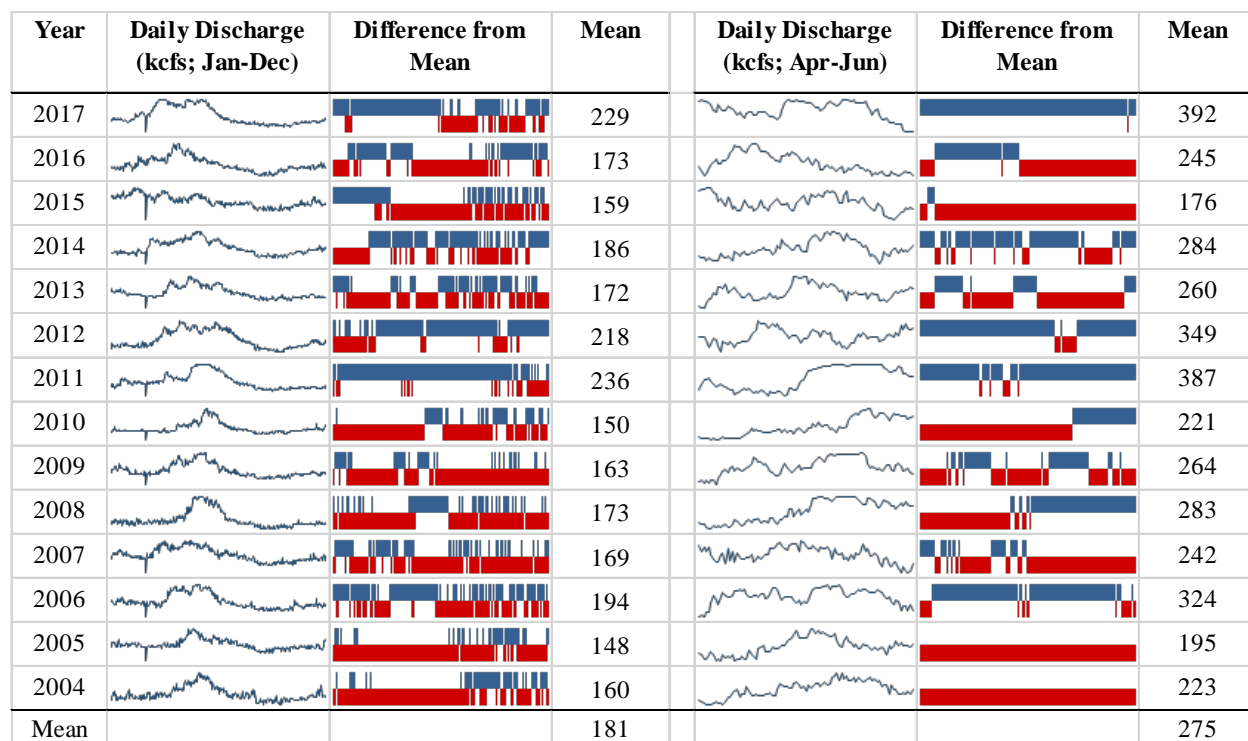 Year Daily Discharge (kcfs; Jan-Dec) Difference from Mean Mean Daily Discharge (kcfs; Apr-Jun) Difference from Mean Mean
2017 229 392
2016 173 245
2015 159 176
2014 186 284
2013 172 260
2012 218 349
2011 236 387
2010 150 221
2009 163 264
2008 173 283
2007 169 242
2006 194 324
2005 148 195
2004 160 223
Mean 181 275